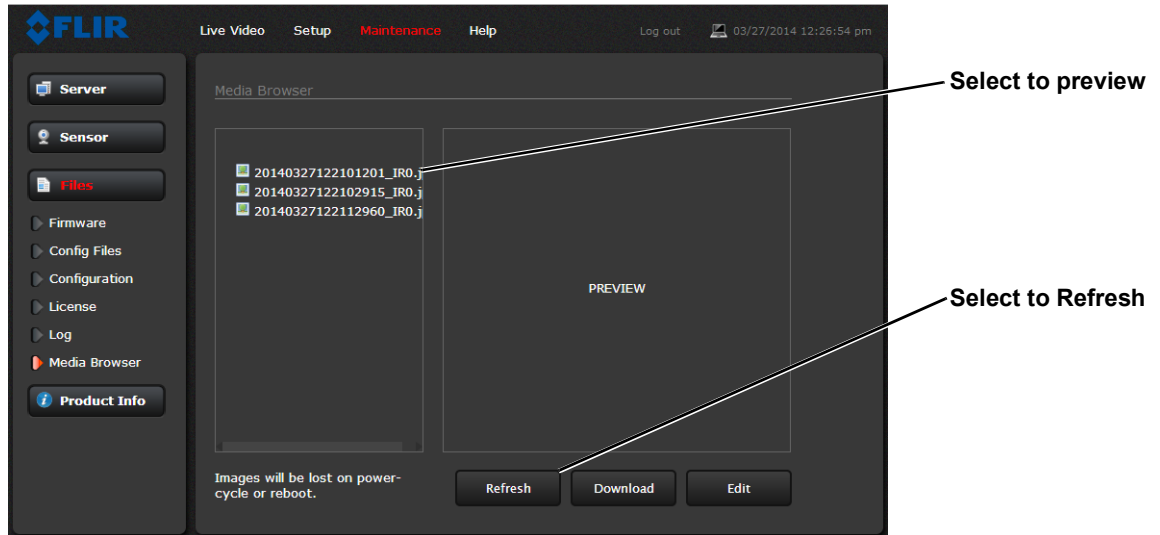 FLIR
Live Video Setup Maintenance Help Log out 03/27/2014 12:26:54 pm
Server
Sensor
Files
Firmware
Config Files
Configuration
License
Log
Media Browser
Product Info
Media Browser
20140327122101201_IR0.j
20140327122102915_IR0.j
20140327122112960_IR0.j
PREVIEW
Images will be lost on power-
cycle or reboot.
Refresh Download Edit
Select to preview
Select to Refresh